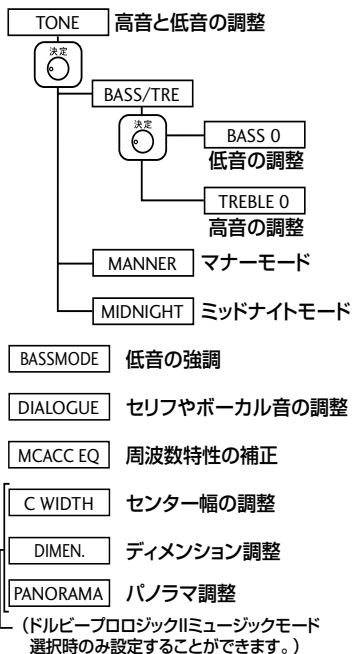 TONE 高音と低音の調整
決定
BASS/TRE
決定
BASS 0
低音の調整
TREBLE 0
高音の調整
MANNER マナーモード
MIDNIGHT ミッドナイトモード
BASSMODE 低音の強調
DIALOGUE セリフやボーカル音の調整
MCACC EQ 周波数特性の補正
C WIDTH センター幅の調整
DIMEN. ディメンション調整
PANORAMA パノラマ調整
（ドルビープロロジックIIミュージックモード
選択時のみ設定することができます。）